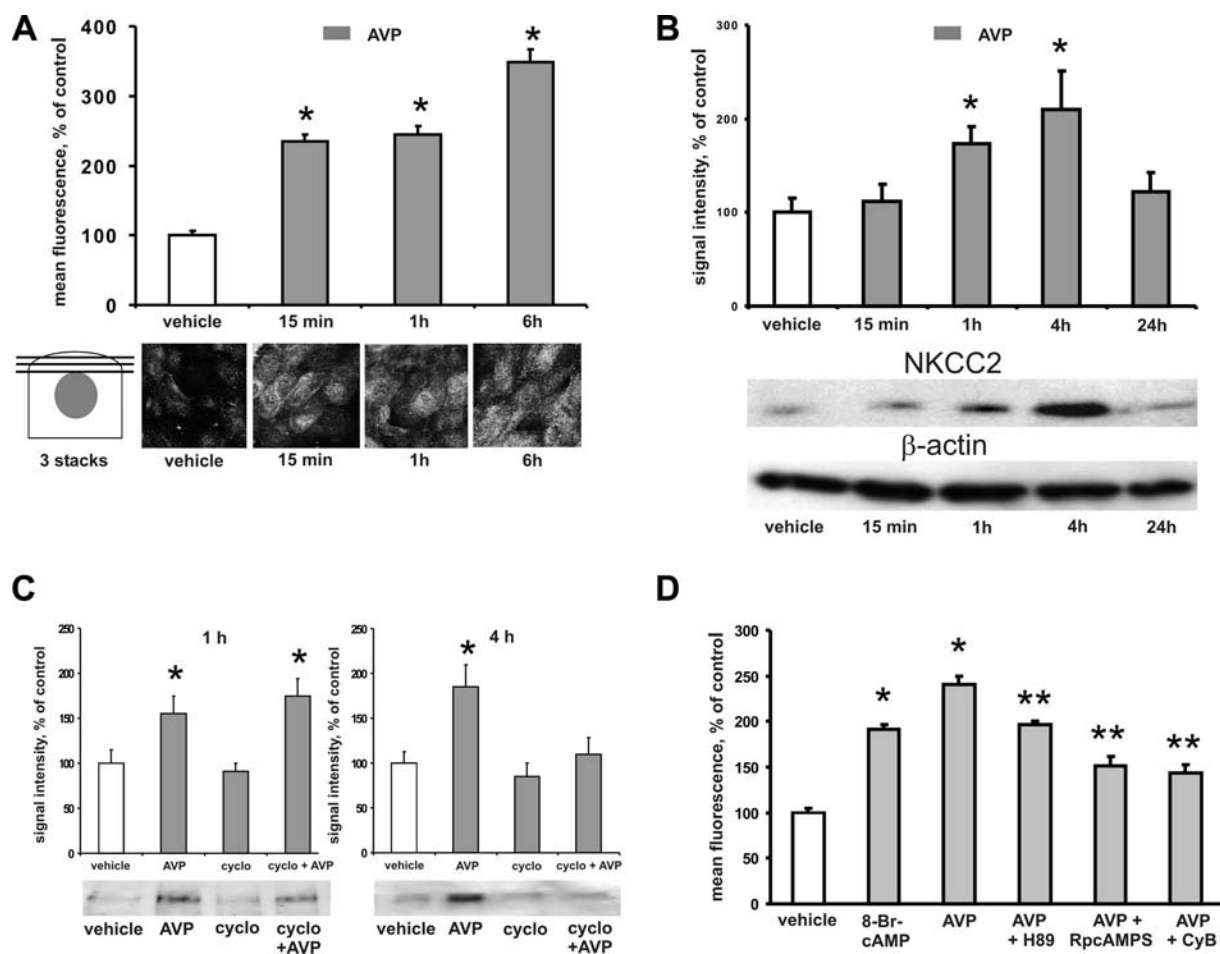 A
AVP
mean fluorescence, % of control
400
300
200
100
0
*
*
*
vehicle
15 min
1h
6h
3 stacks
vehicle
15 min
1h
6h
B
AVP
signal intensity, % of control
300
200
100
0
*
*
vehicle
15 min
1h
4h
24h
NKCC2
β-actin
vehicle
15 min
1h
4h
24h
C
1 h
signal intensity, % of control
250
200
150
100
50
0
*
*
vehicle
AVP
cyclo
cyclo + AVP
vehicle
AVP
cyclo
cyclo
+AVP
4 h
signal intensity, % of control
250
200
150
100
50
0
*
vehicle
AVP
cyclo
cyclo + AVP
vehicle
AVP
cyclo
cyclo
+AVP
D
mean fluorescence, % of control
300
250
200
150
100
50
0
*
*
**
**
**
vehicle
8-Br-
cAMP
AVP
AVP
+ H89
AVP +
RpcAMPS
AVP
+ CyB